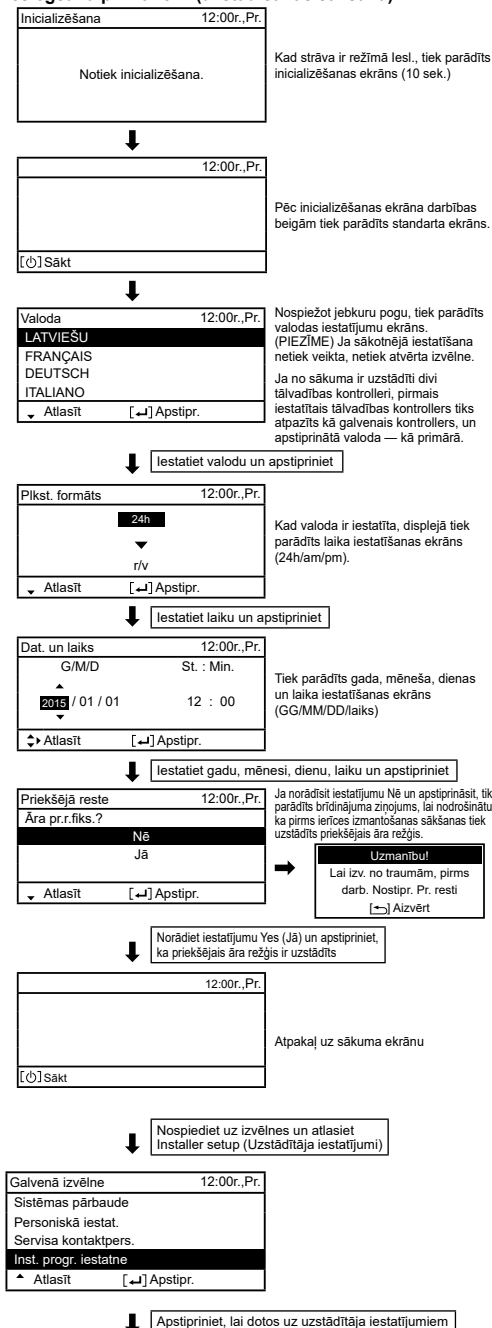 Inicializēšana 12:00r.,Pr.
Notiek inicializēšana.
Kad strāva ir režīmā Iesl., tiek parādīts
inicializēšanas ekrāns (10 sek.)
12:00r.,Pr.
[⏻] Sākt
Pēc inicializēšanas ekrāna darbības
beigām tiek parādīts standarta ekrāns.
Valoda 12:00r.,Pr.
LATVIEŠU
FRANÇAIS
DEUTSCH
ITALIANO
Atlasīt [↵] Apstipr.
Nospiežot jebkuru pogu, tiek parādīts
valodas iestatījumu ekrāns.
(PIEZĪME) Ja sākotnējā iestatīšana
netiek veikta, netiek atvērta izvēlne.
Ja no sākuma ir uzstādīti divi
tālvadības kontrolleri, pirmais
iestatītais tālvadības kontrollers tiks
atpazīts kā galvenais kontrollers, un
apstiprinātā valoda — kā primārā.
Iestatiet valodu un apstipriniet
Plkst. formāts 12:00r.,Pr.
24h
r/v
Atlasīt [↵] Apstipr.
Kad valoda ir iestatīta, displejā tiek
parādīts laika iestatīšanas ekrāns
(24h/am/pm).
Iestatiet laiku un apstipriniet
Dat. un laiks 12:00r.,Pr.
G/M/D St. : Min.
2015 / 01 / 01 12 : 00
Atlasīt [↵] Apstipr.
Tiek parādīts gada, mēneša, dienas
un laika iestatīšanas ekrāns
(GG/MM/DD/laiks)
Iestatiet gadu, mēnesi, dienu, laiku un apstipriniet
Priekšējā reste 12:00r.,Pr.
Āra pr.r.fiks.?
Nē
Jā
Atlasīt [↵] Apstipr.
Ja norādīsit iestatījumu Nē un apstiprināsit, tik
parādīts brīdinājuma ziņojums, lai nodrošinātu
ka pirms ierīces izmantošanas sākšanas tiek
uzstādīts priekšējais āra režģis.
Uzmanību!
Lai izv. no traumām, pirms
darb. Nostipr. Pr. resti
[⮌] Aizvērt
Norādiet iestatījumu Yes (Jā) un apstipriniet,
ka priekšējais āra režģis ir uzstādīts
12:00r.,Pr.
[⏻] Sākt
Atpakaļ uz sākuma ekrānu
Nospiediet uz izvēlnes un atlasiet
Installer setup (Uzstādītāja iestatījumi)
Galvenā izvēlne 12:00r.,Pr.
Sistēmas pārbaude
Personiskā iestat.
Servisa kontaktpers.
Inst. progr. iestatne
Atlasīt [↵] Apstipr.
Apstipriniet, lai dotos uz uzstādītāja iestatījumiem